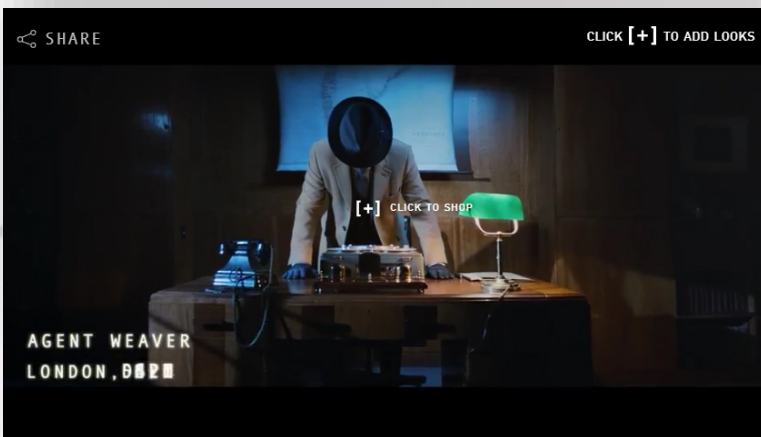 SHARE
CLICK [+] TO ADD LOOKS
[+] CLICK TO SHOP
AGENT WEAVER
LONDON,